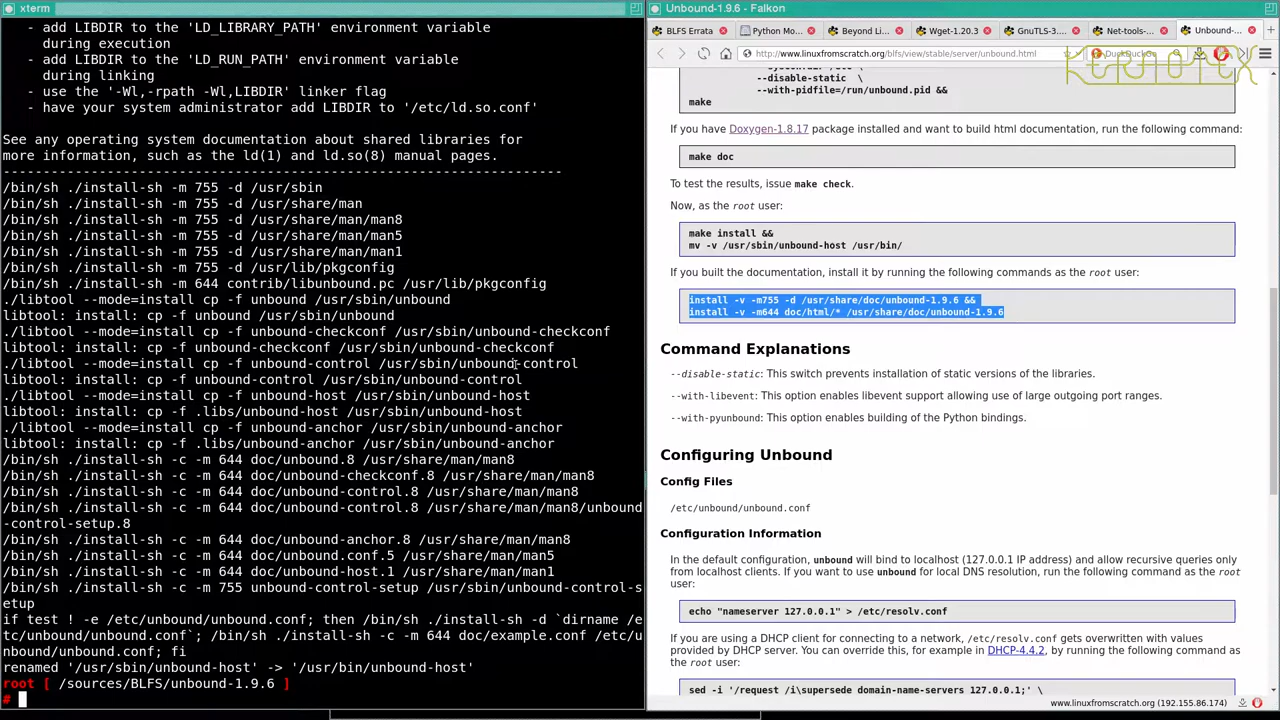 xterm
- add LIBDIR to the 'LD_LIBRARY_PATH' environment variable
during execution
- add LIBDIR to the 'LD_RUN_PATH' environment variable
during linking
- use the '-Wl,-rpath -Wl,LIBDIR' linker flag
- have your system administrator add LIBDIR to '/etc/ld.so.conf'
See any operating system documentation about shared libraries for
more information, such as the ld(1) and ld.so(8) manual pages.
----------------------------------------------------------------------
/bin/sh ./install-sh -m 755 -d /usr/sbin
/bin/sh ./install-sh -m 755 -d /usr/share/man
/bin/sh ./install-sh -m 755 -d /usr/share/man/man8
/bin/sh ./install-sh -m 755 -d /usr/share/man/man5
/bin/sh ./install-sh -m 755 -d /usr/share/man/man1
/bin/sh ./install-sh -m 755 -d /usr/lib/pkgconfig
/bin/sh ./install-sh -m 644 contrib/libunbound.pc /usr/lib/pkgconfig
./libtool --mode=install cp -f unbound /usr/sbin/unbound
libtool: install: cp -f unbound /usr/sbin/unbound
./libtool --mode=install cp -f unbound-checkconf /usr/sbin/unbound-checkconf
libtool: install: cp -f unbound-checkconf /usr/sbin/unbound-checkconf
./libtool --mode=install cp -f unbound-control /usr/sbin/unbound-control
libtool: install: cp -f unbound-control /usr/sbin/unbound-control
./libtool --mode=install cp -f unbound-host /usr/sbin/unbound-host
libtool: install: cp -f .libs/unbound-host /usr/sbin/unbound-host
./libtool --mode=install cp -f unbound-anchor /usr/sbin/unbound-anchor
libtool: install: cp -f .libs/unbound-anchor /usr/sbin/unbound-anchor
/bin/sh ./install-sh -c -m 644 doc/unbound.8 /usr/share/man/man8
/bin/sh ./install-sh -c -m 644 doc/unbound-checkconf.8 /usr/share/man/man8
/bin/sh ./install-sh -c -m 644 doc/unbound-control.8 /usr/share/man/man8
/bin/sh ./install-sh -c -m 644 doc/unbound-control.8 /usr/share/man/man8/unbound
-control-setup.8
/bin/sh ./install-sh -c -m 644 doc/unbound-anchor.8 /usr/share/man/man8
/bin/sh ./install-sh -c -m 644 doc/unbound.conf.5 /usr/share/man/man5
/bin/sh ./install-sh -c -m 644 doc/unbound-host.1 /usr/share/man/man1
/bin/sh ./install-sh -c -m 755 unbound-control-setup /usr/sbin/unbound-control-s
etup
if test ! -e /etc/unbound/unbound.conf; then /bin/sh ./install-sh -d `dirname /e
tc/unbound/unbound.conf`; /bin/sh ./install-sh -c -m 644 doc/example.conf /etc/u
nbound/unbound.conf; fi
renamed '/usr/sbin/unbound-host' -> '/usr/bin/unbound-host'
root [ /sources/BLFS/unbound-1.9.6 ]
#
Unbound-1.9.6 - Falkon
BLFS Errata
Python Mo...
Beyond Li...
Wget-1.20.3
GnuTLS-3....
Net-tools-...
Unbound-...
http://www.linuxfromscratch.org/blfs/view/stable/server/unbound.html
DuckDuckGo
--disable-static \
--with-pidfile=/run/unbound.pid &&
make
If you have Doxygen-1.8.17 package installed and want to build html documentation, run the following command:
make doc
To test the results, issue make check.
Now, as the root user:
make install &&
mv -v /usr/sbin/unbound-host /usr/bin/
If you built the documentation, install it by running the following commands as the root user:
install -v -m755 -d /usr/share/doc/unbound-1.9.6 &&
install -v -m644 doc/html/* /usr/share/doc/unbound-1.9.6
Command Explanations
--disable-static: This switch prevents installation of static versions of the libraries.
--with-libevent: This option enables libevent support allowing use of large outgoing port ranges.
--with-pyunbound: This option enables building of the Python bindings.
Configuring Unbound
Config Files
/etc/unbound/unbound.conf
Configuration Information
In the default configuration, unbound will bind to localhost (127.0.0.1 IP address) and allow recursive queries only
from localhost clients. If you want to use unbound for local DNS resolution, run the following command as the root
user:
echo "nameserver 127.0.0.1" > /etc/resolv.conf
If you are using a DHCP client for connecting to a network, /etc/resolv.conf gets overwritten with values
provided by DHCP server. You can override this, for example in DHCP-4.4.2, by running the following command as
the root user:
sed -i '/request /i\supersede domain-name-servers 127.0.0.1;' \
www.linuxfromscratch.org (192.155.86.174)